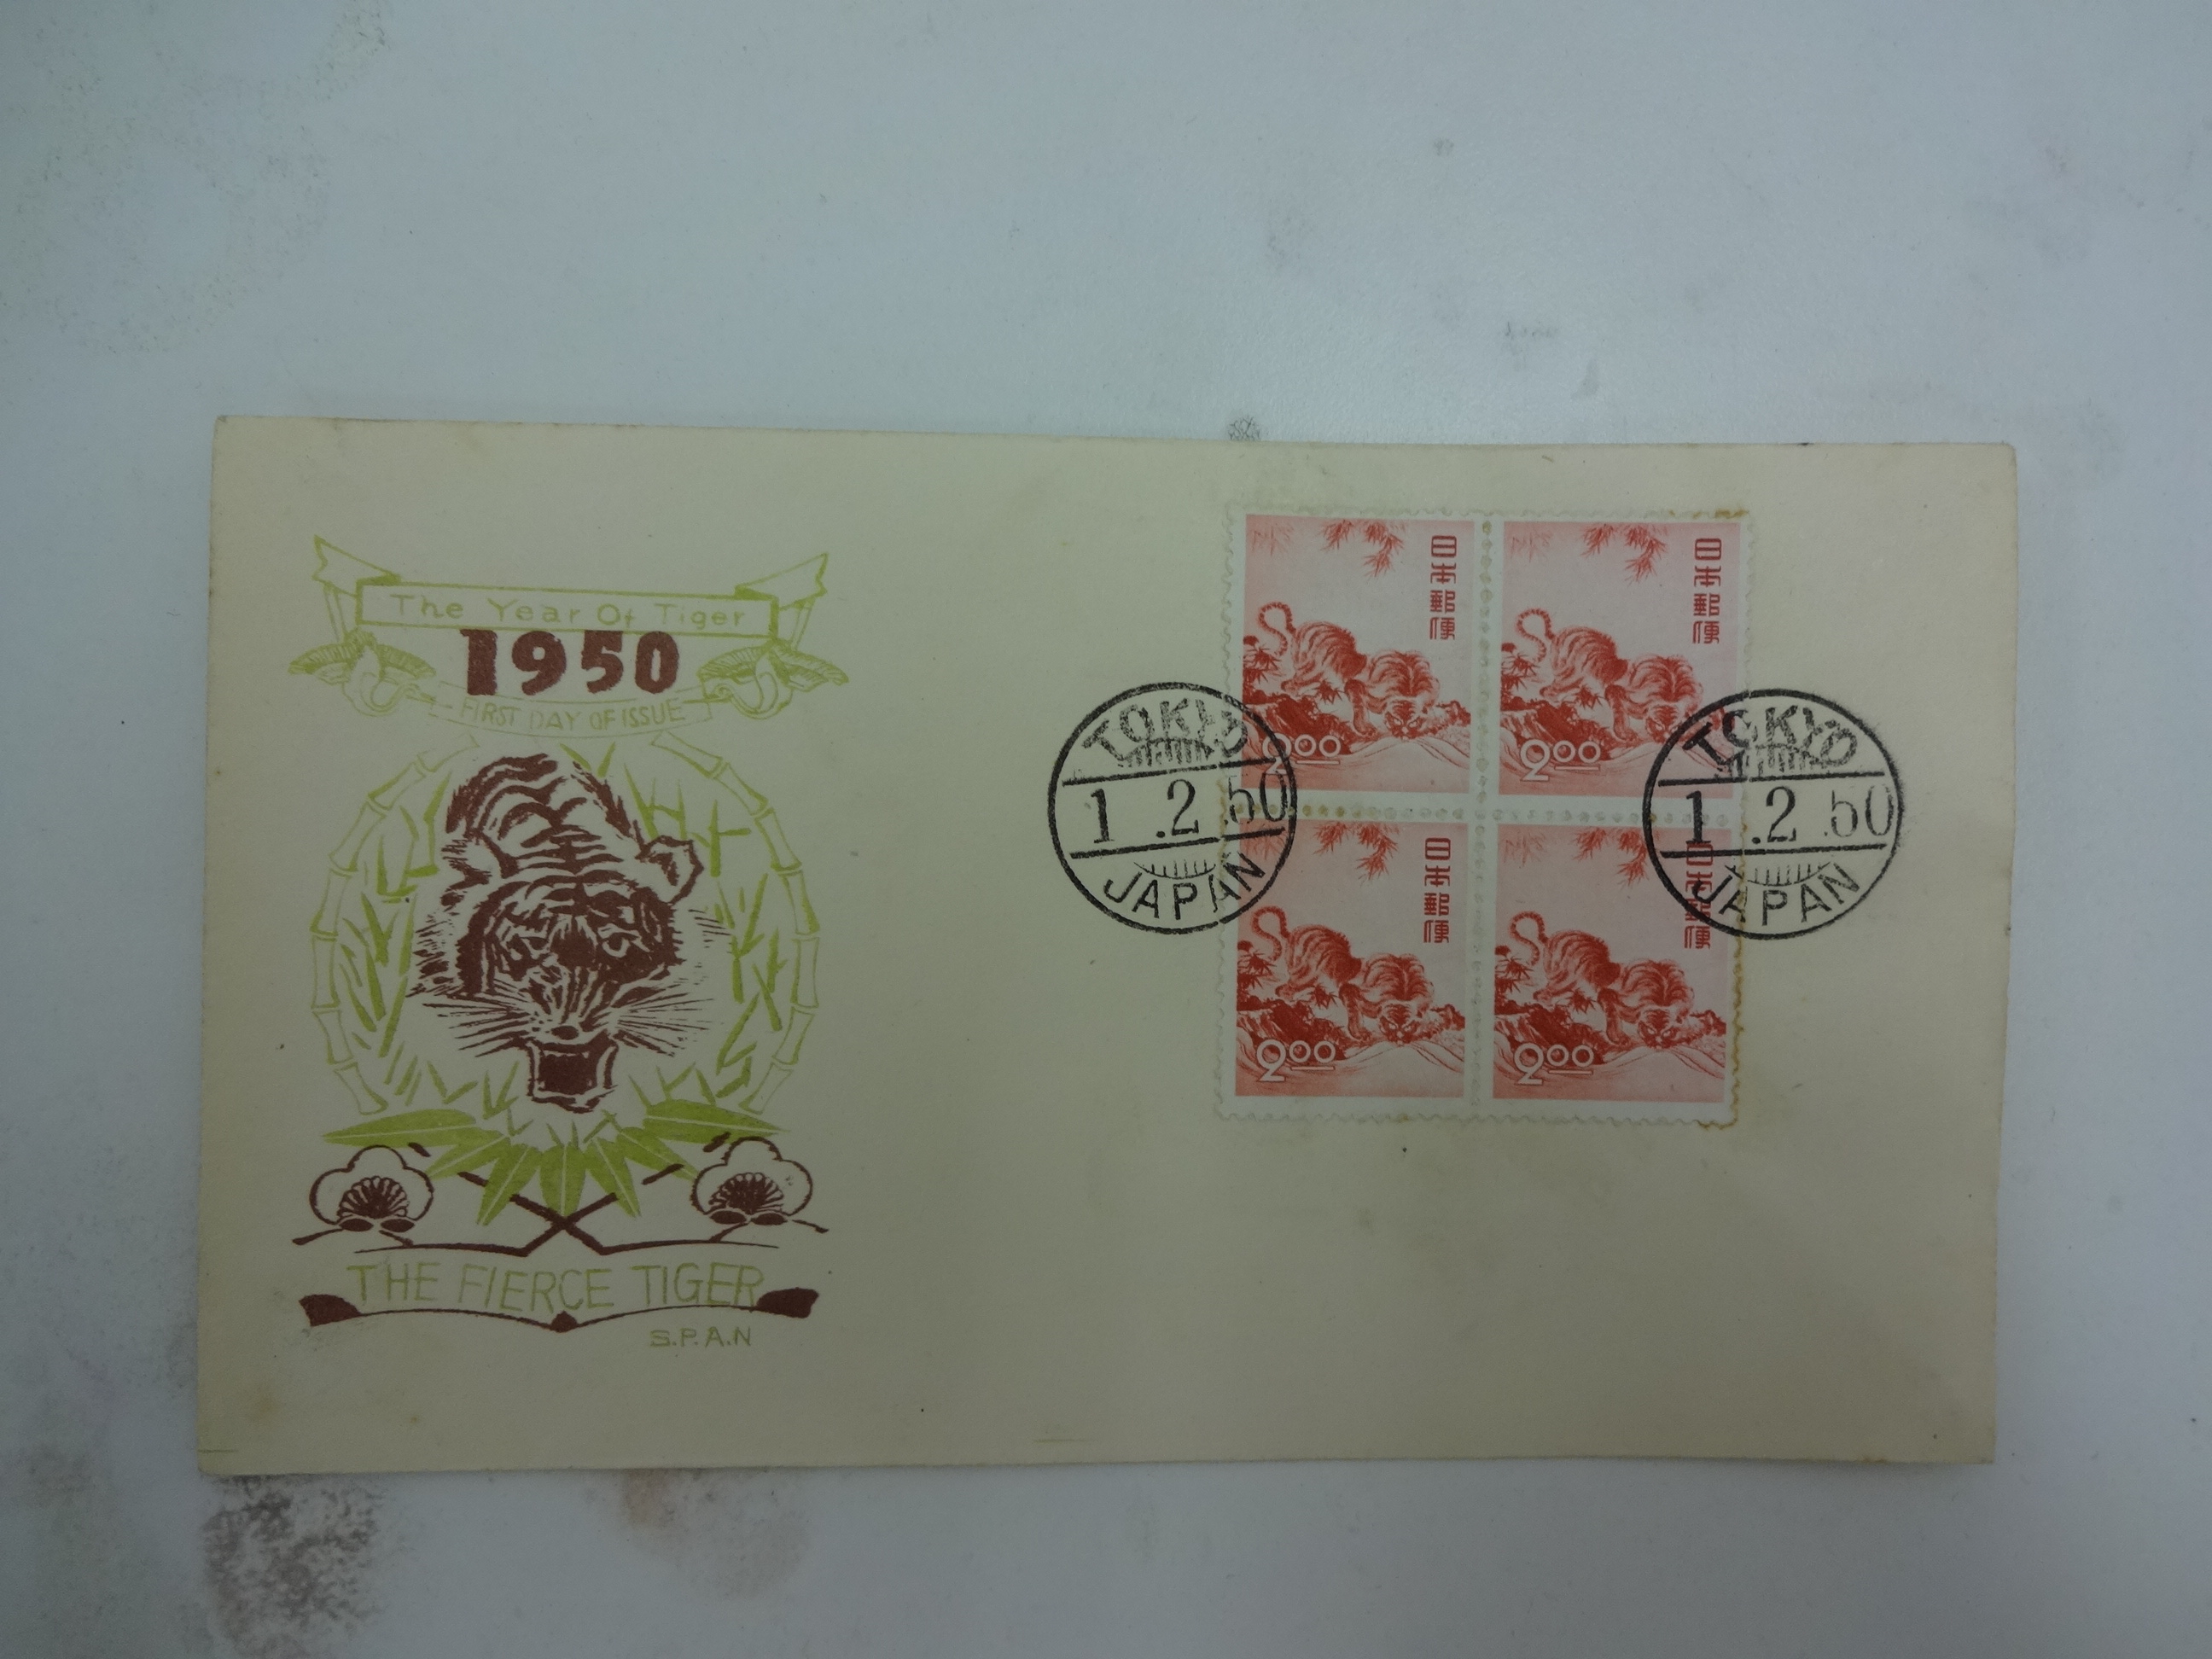 The Year Of Tiger
1950
FIRST DAY OF ISSUE
THE FIERCE TIGER
S.P.A.N
日本郵便
2.00
日本郵便
2.00
日本郵便
2.00
日本郵便
2.00
TOKYO
1 .2 .50
JAPAN
TOKYO
1 .2 .50
JAPAN